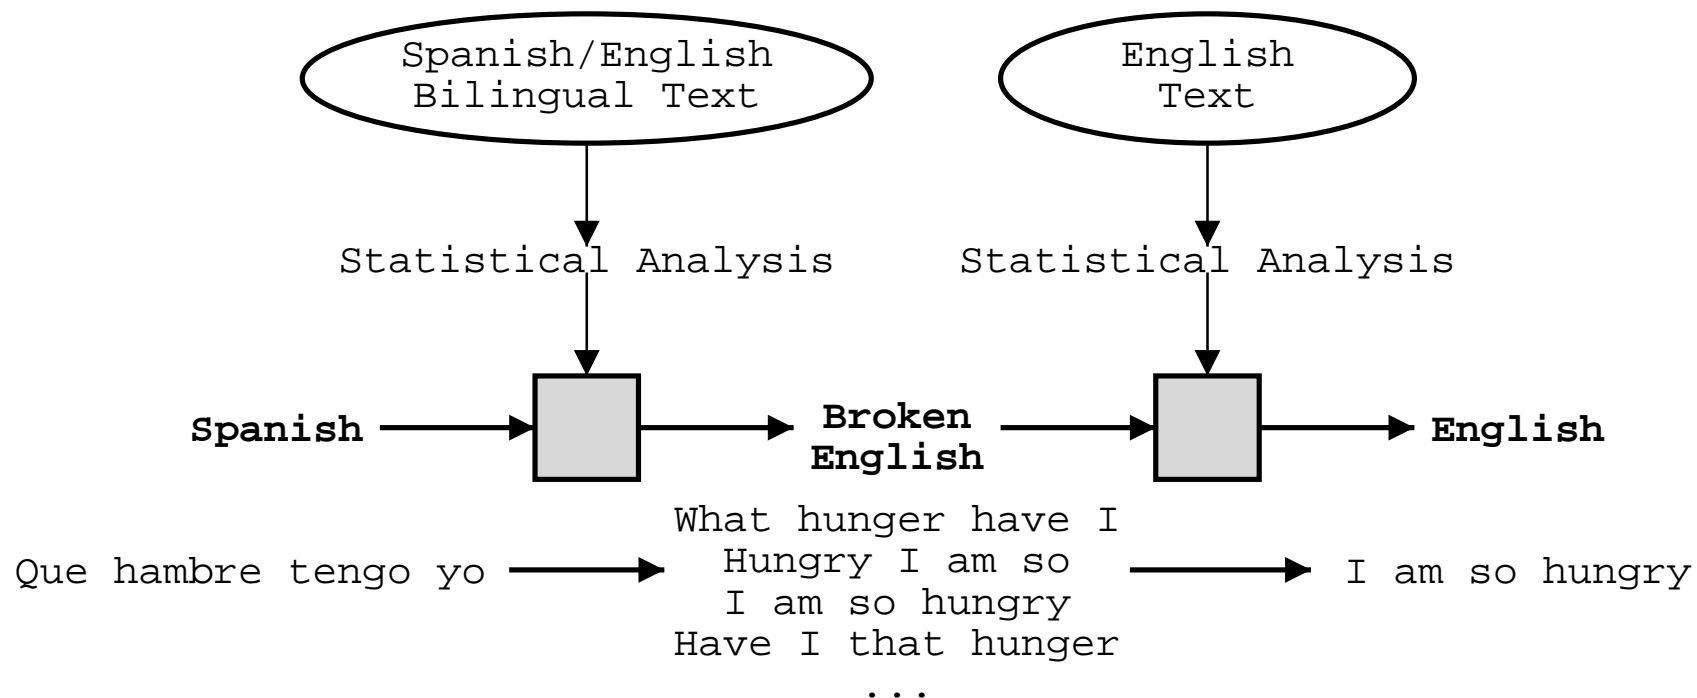 Spanish/English
Bilingual Text
English
Text
Statistical Analysis
Statistical Analysis
Spanish
Broken
English
English
Que hambre tengo yo
What hunger have I
Hungry I am so
I am so hungry
Have I that hunger
...
I am so hungry